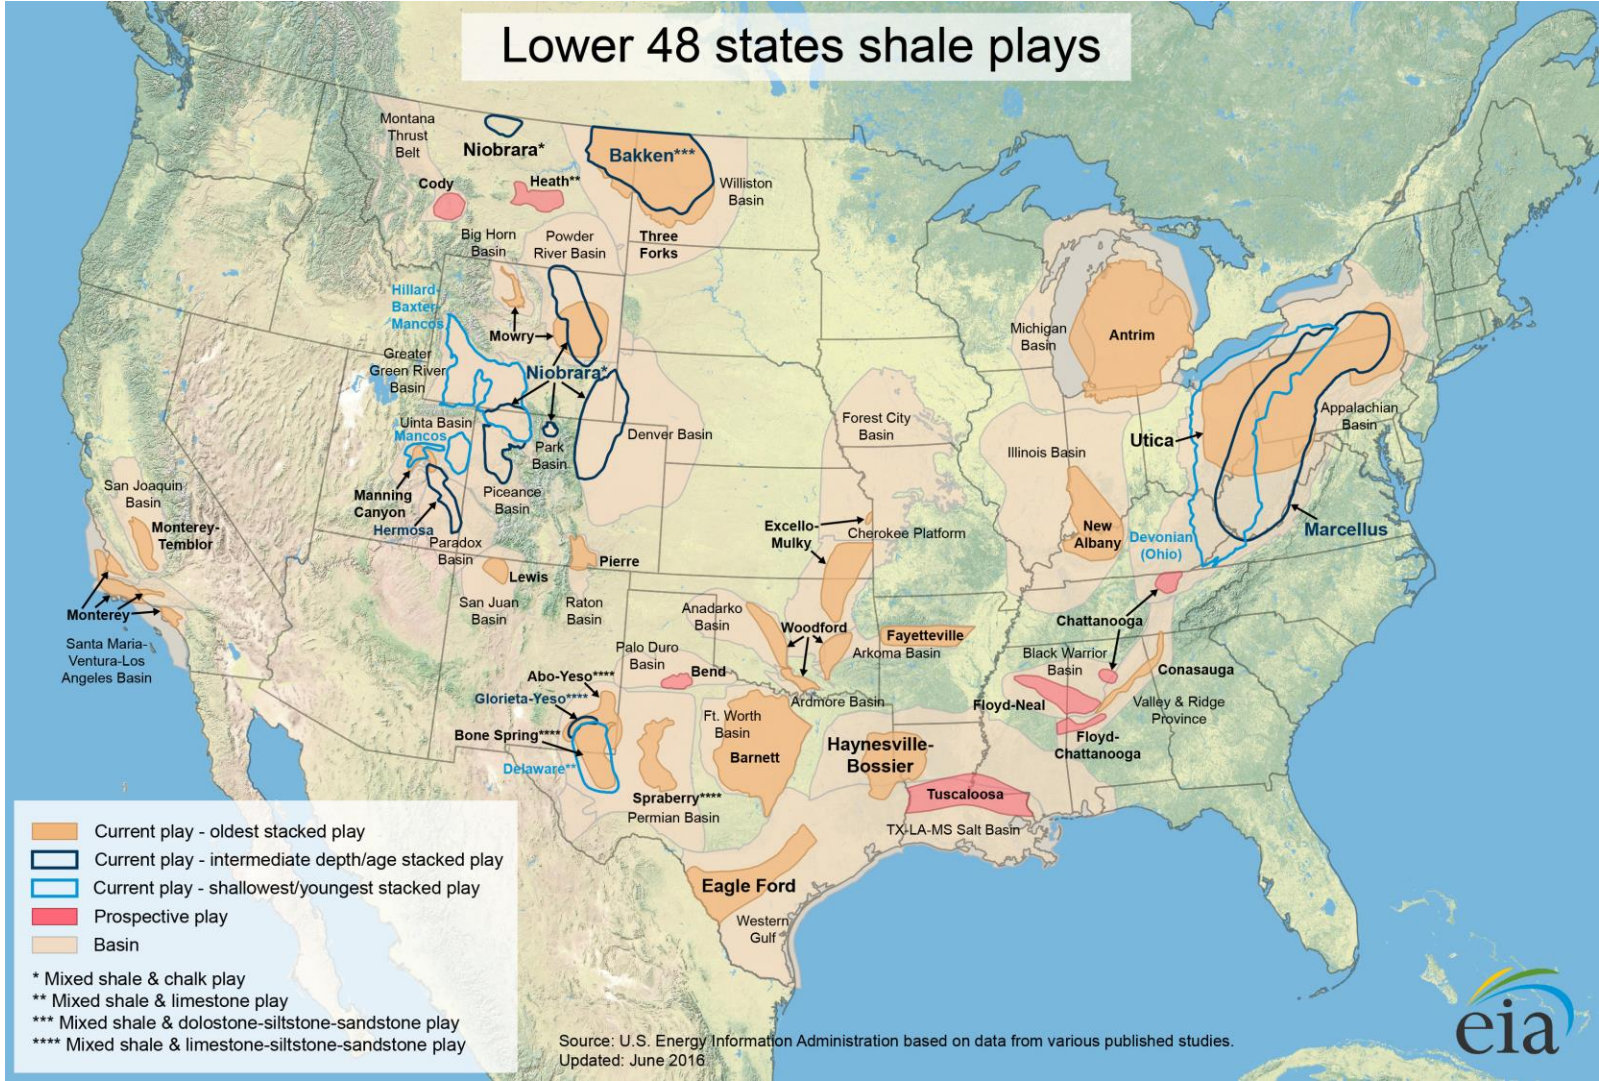 Lower 48 states shale plays
Montana
Thrust
Belt
Niobrara*
Bakken***
Cody
Heath**
Williston
Basin
Big Horn
Basin
Powder
River Basin
Three
Forks
Hillard-
Baxter-
Mancos
Mowry
Greater
Green River
Basin
Niobrara*
Michigan
Basin
Antrim
Uinta Basin
Mancos
Park
Basin
Denver Basin
Forest City
Basin
Illinois Basin
Utica
Appalachian
Basin
San Joaquin
Basin
Manning
Canyon
Piceance
Basin
Hermosa
Monterey-
Temblor
Paradox
Basin
Excello-
Mulky
Cherokee Platform
New
Albany
Devonian
(Ohio)
Marcellus
Pierre
Lewis
Monterey
San Juan
Basin
Raton
Basin
Anadarko
Basin
Woodford
Fayetteville
Chattanooga
Santa Maria-
Ventura-Los
Angeles Basin
Palo Duro
Basin
Arkoma Basin
Black Warrior
Basin
Conasauga
Abo-Yeso****
Bend
Glorieta-Yeso****
Ardmore Basin
Floyd-Neal
Valley & Ridge
Province
Bone Spring****
Ft. Worth
Basin
Barnett
Haynesville-
Bossier
Floyd-
Chattanooga
Delaware**
Spraberry****
Permian Basin
Tuscaloosa
TX-LA-MS Salt Basin
Eagle Ford
Western
Gulf
Current play - oldest stacked play
Current play - intermediate depth/age stacked play
Current play - shallowest/youngest stacked play
Prospective play
Basin
* Mixed shale & chalk play
** Mixed shale & limestone play
*** Mixed shale & dolostone-siltstone-sandstone play
**** Mixed shale & limestone-siltstone-sandstone play
Source: U.S. Energy Information Administration based on data from various published studies.
Updated: June 2016
eia